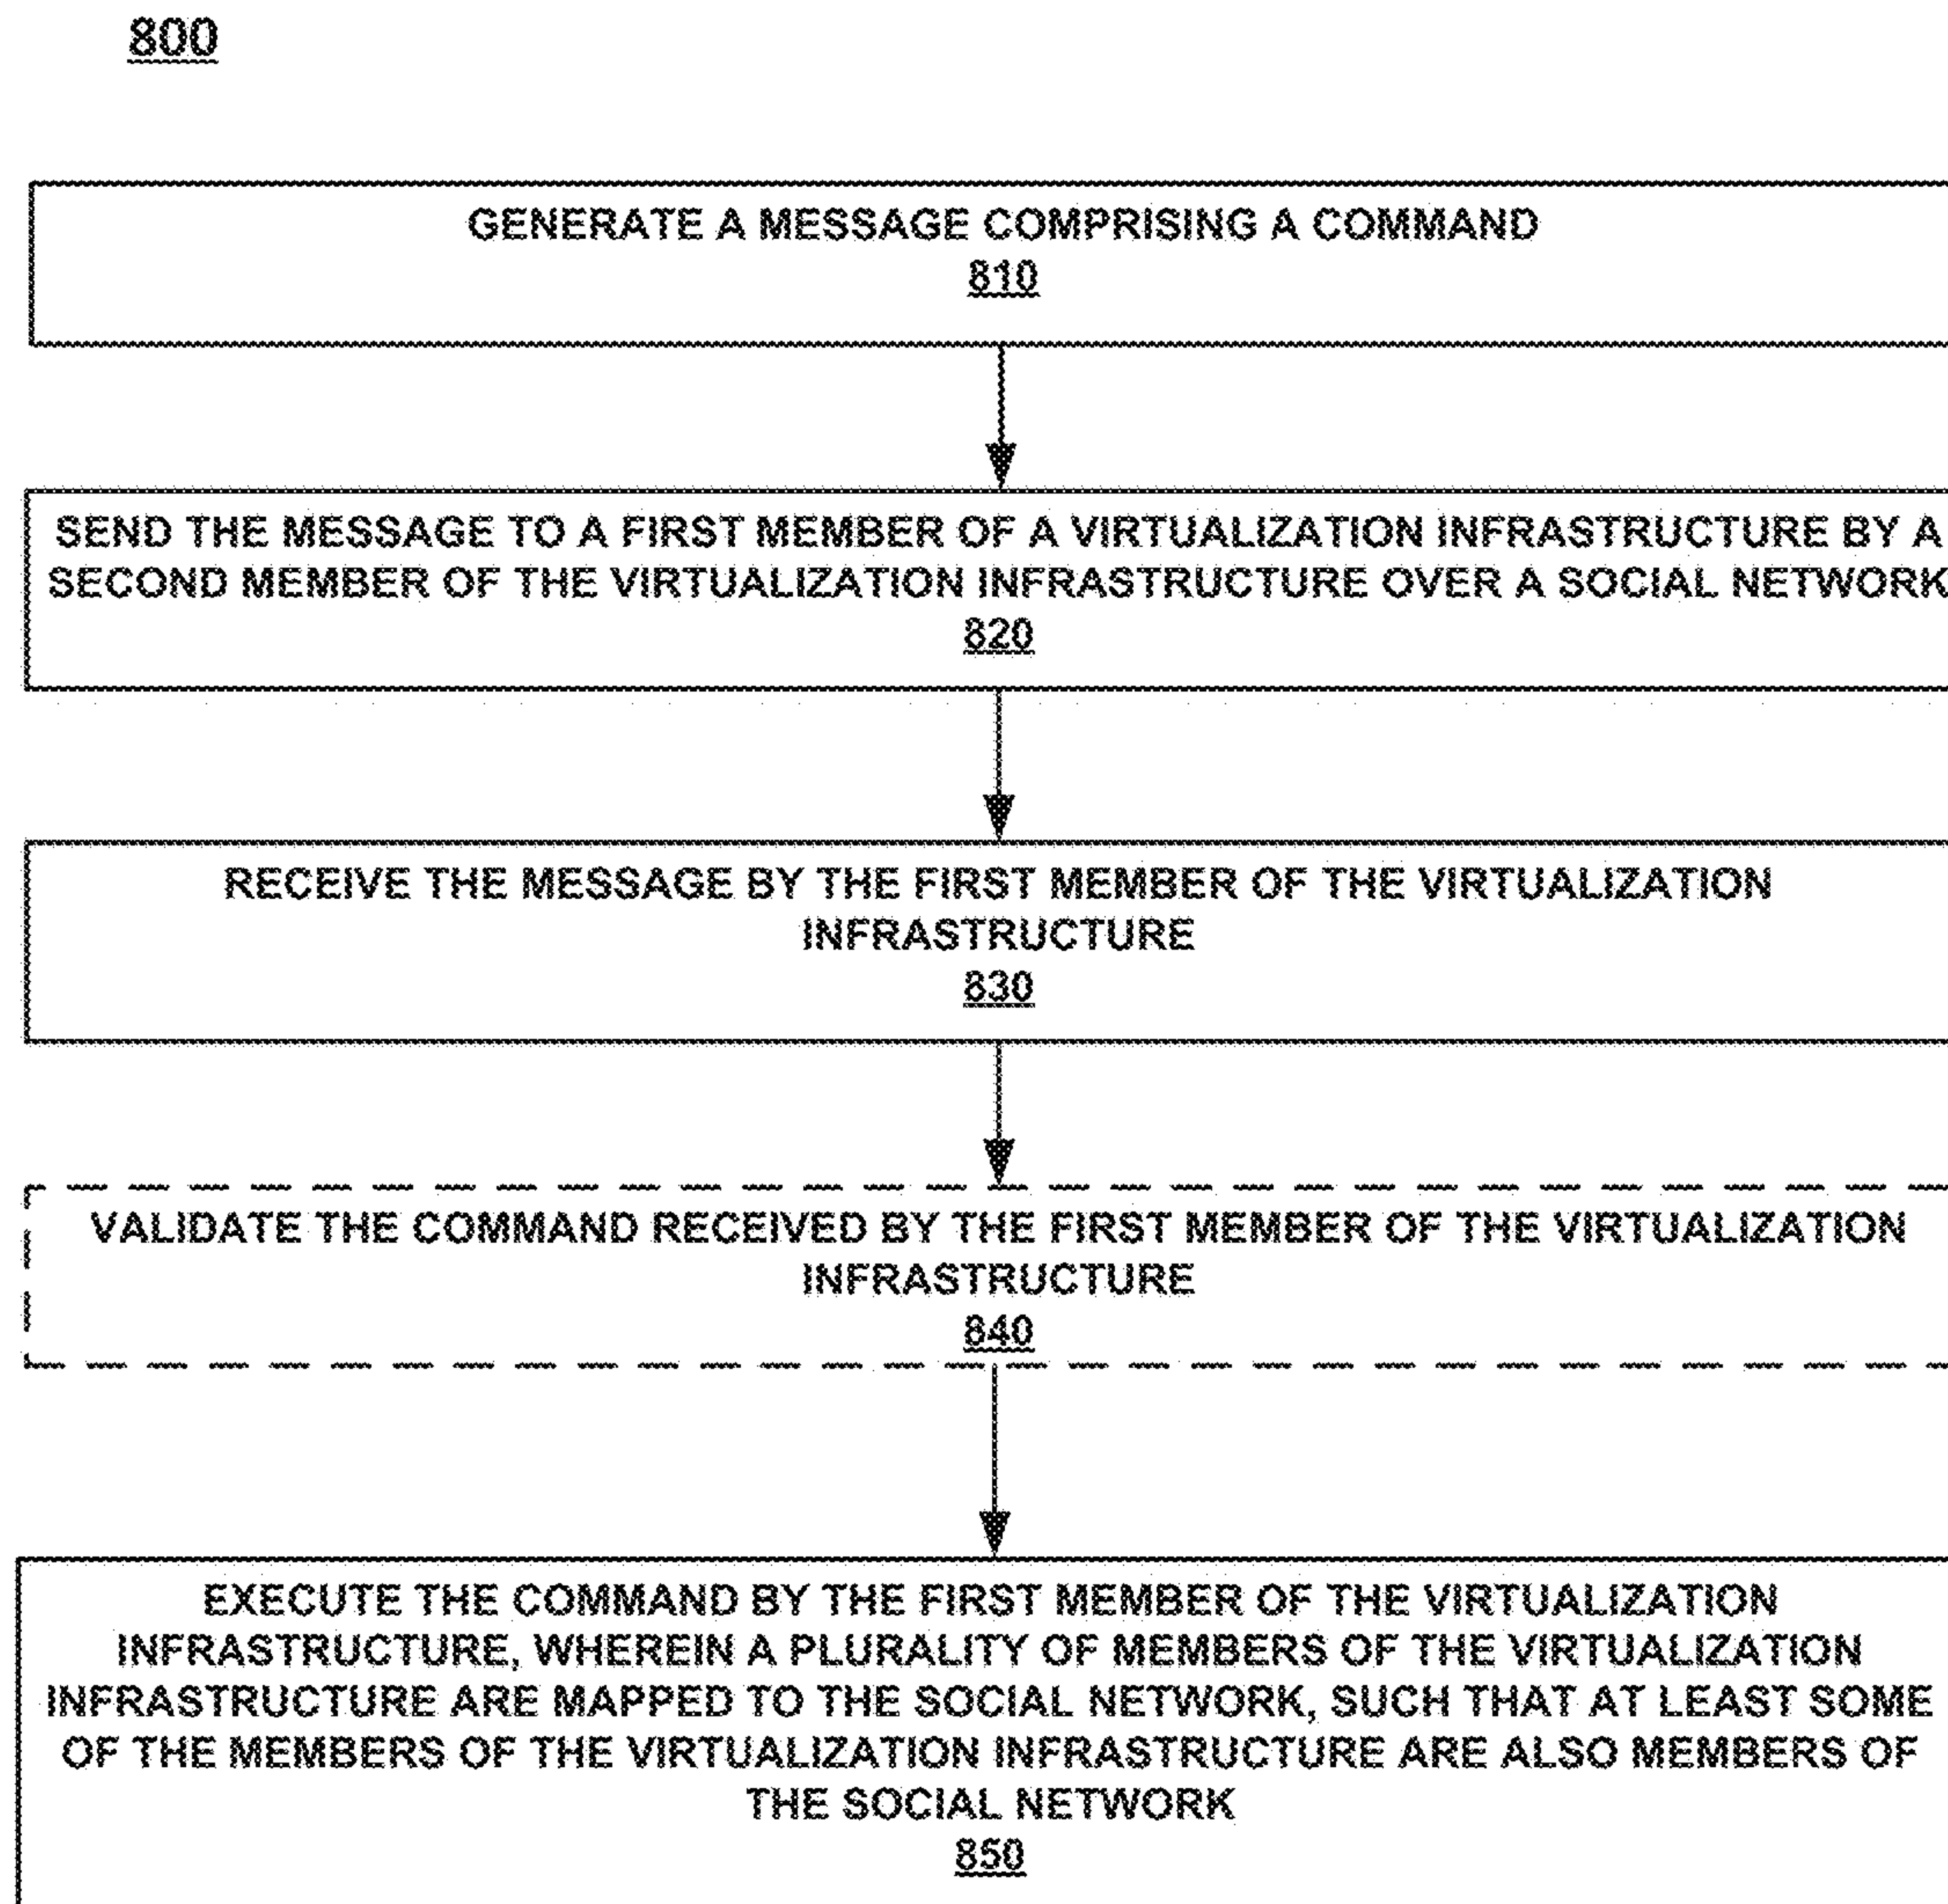 800
GENERATE A MESSAGE COMPRISING A COMMAND
810
SEND THE MESSAGE TO A FIRST MEMBER OF A VIRTUALIZATION INFRASTRUCTURE BY A
SECOND MEMBER OF THE VIRTUALIZATION INFRASTRUCTURE OVER A SOCIAL NETWORK
820
RECEIVE THE MESSAGE BY THE FIRST MEMBER OF THE VIRTUALIZATION
INFRASTRUCTURE
830
VALIDATE THE COMMAND RECEIVED BY THE FIRST MEMBER OF THE VIRTUALIZATION
INFRASTRUCTURE
840
EXECUTE THE COMMAND BY THE FIRST MEMBER OF THE VIRTUALIZATION
INFRASTRUCTURE, WHEREIN A PLURALITY OF MEMBERS OF THE VIRTUALIZATION
INFRASTRUCTURE ARE MAPPED TO THE SOCIAL NETWORK, SUCH THAT AT LEAST SOME
OF THE MEMBERS OF THE VIRTUALIZATION INFRASTRUCTURE ARE ALSO MEMBERS OF
THE SOCIAL NETWORK
850